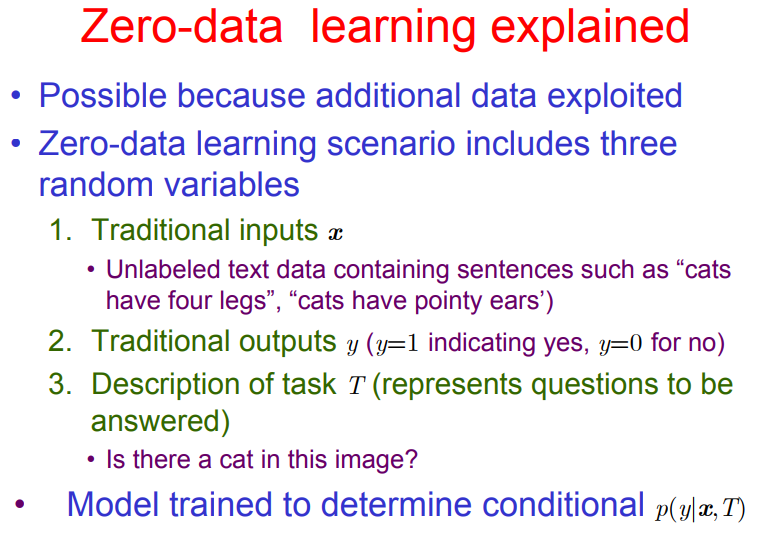 Zero-data learning explained
• Possible because additional data exploited
• Zero-data learning scenario includes three
random variables
1. Traditional inputs x
• Unlabeled text data containing sentences such as “cats
have four legs”, “cats have pointy ears’)
2. Traditional outputs y (y=1 indicating yes, y=0 for no)
3. Description of task T (represents questions to be
answered)
• Is there a cat in this image?
• Model trained to determine conditional p(y|x,T)